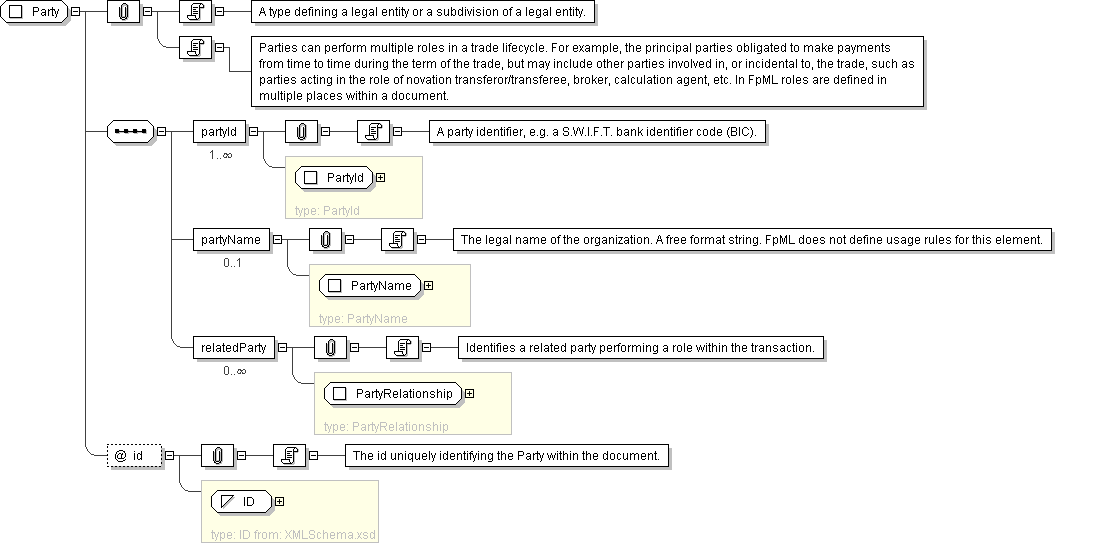 Party
A type defining a legal entity or a subdivision of a legal entity.
Parties can perform multiple roles in a trade lifecycle. For example, the principal parties obligated to make payments
from time to time during the term of the trade, but may include other parties involved in, or incidental to, the trade, such as
parties acting in the role of novation transferor/transferee, broker, calculation agent, etc. In FpML roles are defined in
multiple places within a document.
partyId
A party identifier, e.g. a S.W.I.F.T. bank identifier code (BIC).
1..∞
PartyId
type: PartyId
partyName
The legal name of the organization. A free format string. FpML does not define usage rules for this element.
0..1
PartyName
type: PartyName
relatedParty
Identifies a related party performing a role within the transaction.
0..∞
PartyRelationship
type: PartyRelationship
@ id
The id uniquely identifying the Party within the document.
ID
type: ID from: XMLSchema.xsd